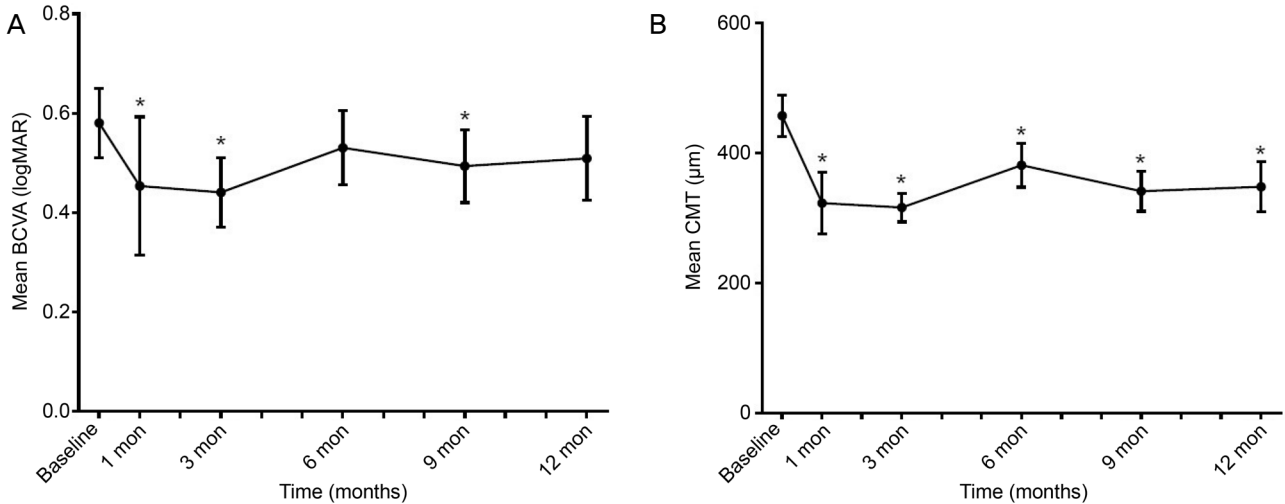 A
Mean BCVA (logMAR)
0.8
0.6
0.4
0.2
0.0
*
*
*
Baseline
1 mon
3 mon
6 mon
9 mon
12 mon
Time (months)
B
Mean CMT (μm)
600
400
200
0
*
*
*
*
*
Baseline
1 mon
3 mon
6 mon
9 mon
12 mon
Time (months)